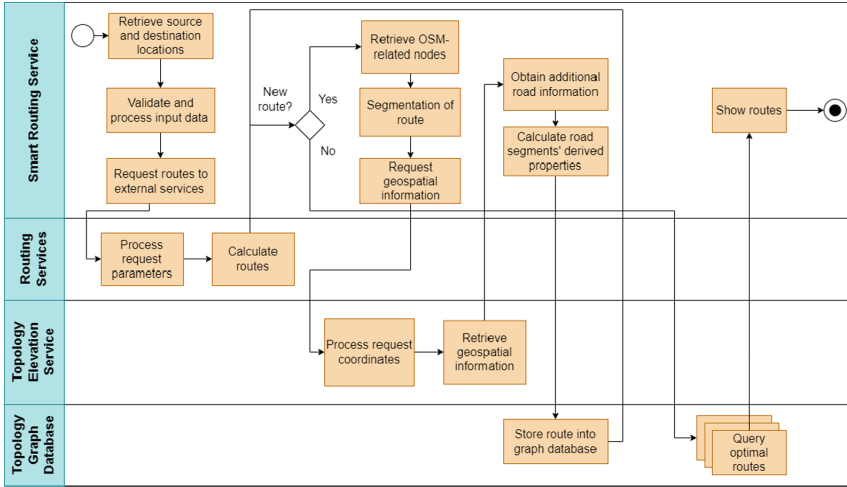 Smart Routing Service
Retrieve source
and destination
locations
Validate and
process input data
Request routes to
external services
New
route?
Yes
No
Retrieve OSM-
related nodes
Segmentation of
route
Request
geospatial
information
Obtain additional
road information
Calculate road
segments' derived
properties
Show routes
Routing
Services
Process
request
parameters
Calculate
routes
Topology
Elevation
Service
Process request
coordinates
Retrieve
geospatial
information
Topology
Graph
Database
Store route into
graph database
Query
optimal
routes